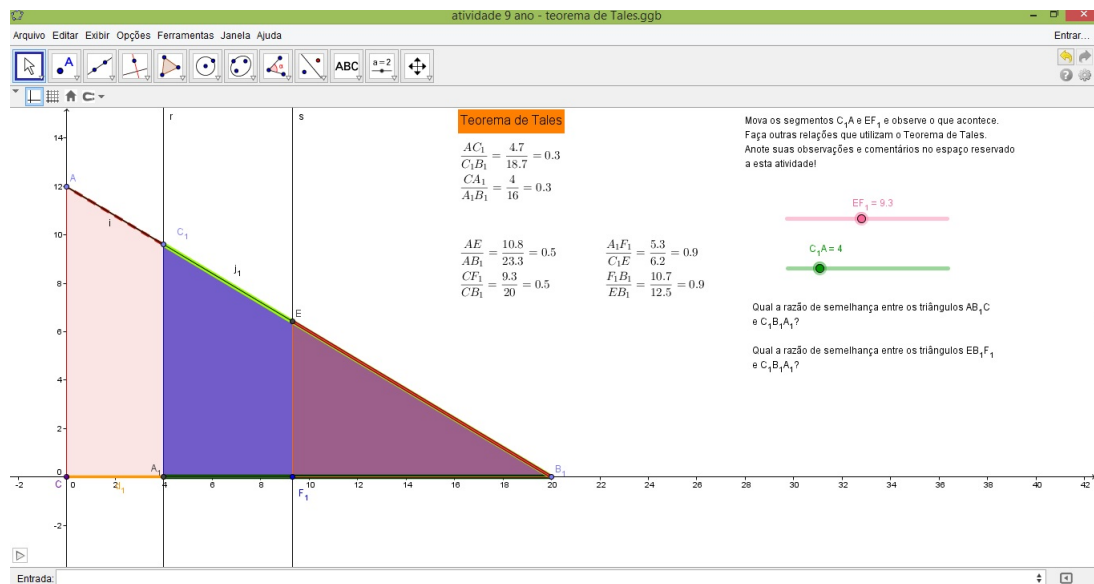 atividade 9 ano - teorema de Tales.ggb
Arquivo Editar Exibir Opções Ferramentas Janela Ajuda
Entrar...
A
ABC
a=2
r
s
14
12
10
8
6
4
2
0
-2
A
i
C₁
j₁
E
A₁
B₁
C
F₁
-2 0 2 4 6 8 10 12 14 16 18 20 22 24 26 28 30 32 34 36 38 40 42
Teorema de Tales
AC₁/C₁B₁ = 4.7/18.7 = 0.3
CA₁/A₁B₁ = 4/16 = 0.3
AE/AB₁ = 10.8/23.3 = 0.5
CF₁/CB₁ = 9.3/20 = 0.5
A₁F₁/C₁E = 5.3/6.2 = 0.9
F₁B₁/EB₁ = 10.7/12.5 = 0.9
Mova os segmentos C₁A e EF₁ e observe o que acontece.
Faça outras relações que utilizam o Teorema de Tales.
Anote suas observações e comentários no espaço reservado
a esta atividade!
EF₁ = 9.3
C₁A = 4
Qual a razão de semelhança entre os triângulos AB₁C
e C₁B₁A₁?
Qual a razão de semelhança entre os triângulos EB₁F₁
e C₁B₁A₁?
Entrada: